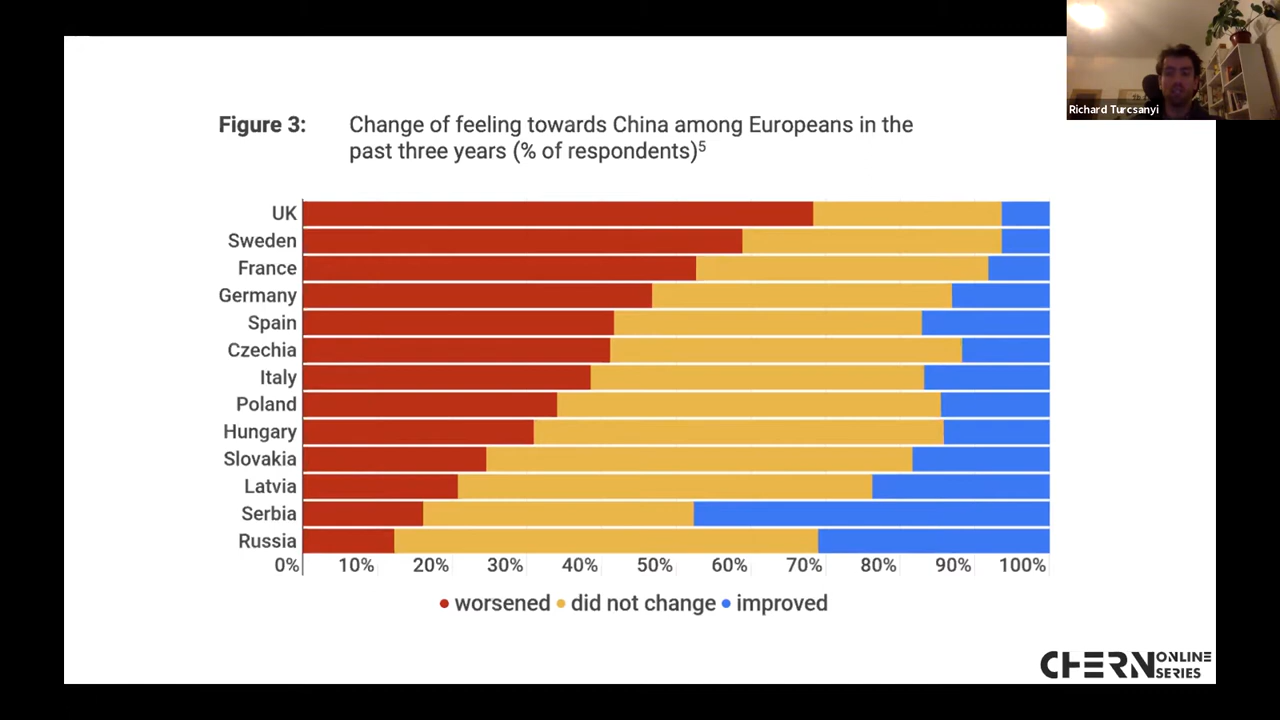 Richard Turcsanyi
Figure 3: Change of feeling towards China among Europeans in the
past three years (% of respondents)5
UK
Sweden
France
Germany
Spain
Czechia
Italy
Poland
Hungary
Slovakia
Latvia
Serbia
Russia
0% 10% 20% 30% 40% 50% 60% 70% 80% 90% 100%
worsened did not change improved
CHERN ONLINE
SERIES